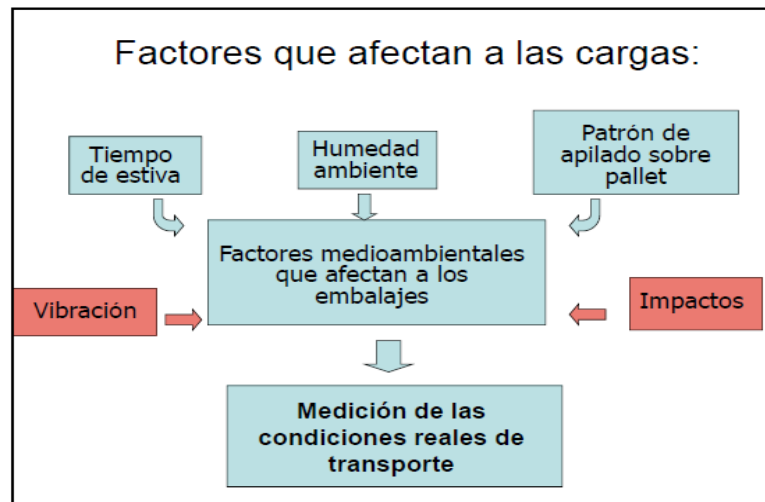 Factores que afectan a las cargas:
Tiempo
de estiva
Humedad
ambiente
Patrón de
apilado sobre
pallet
Factores medioambientales
que afectan a los
embalajes
Vibración
Impactos
Medición de las
condiciones reales de
transporte